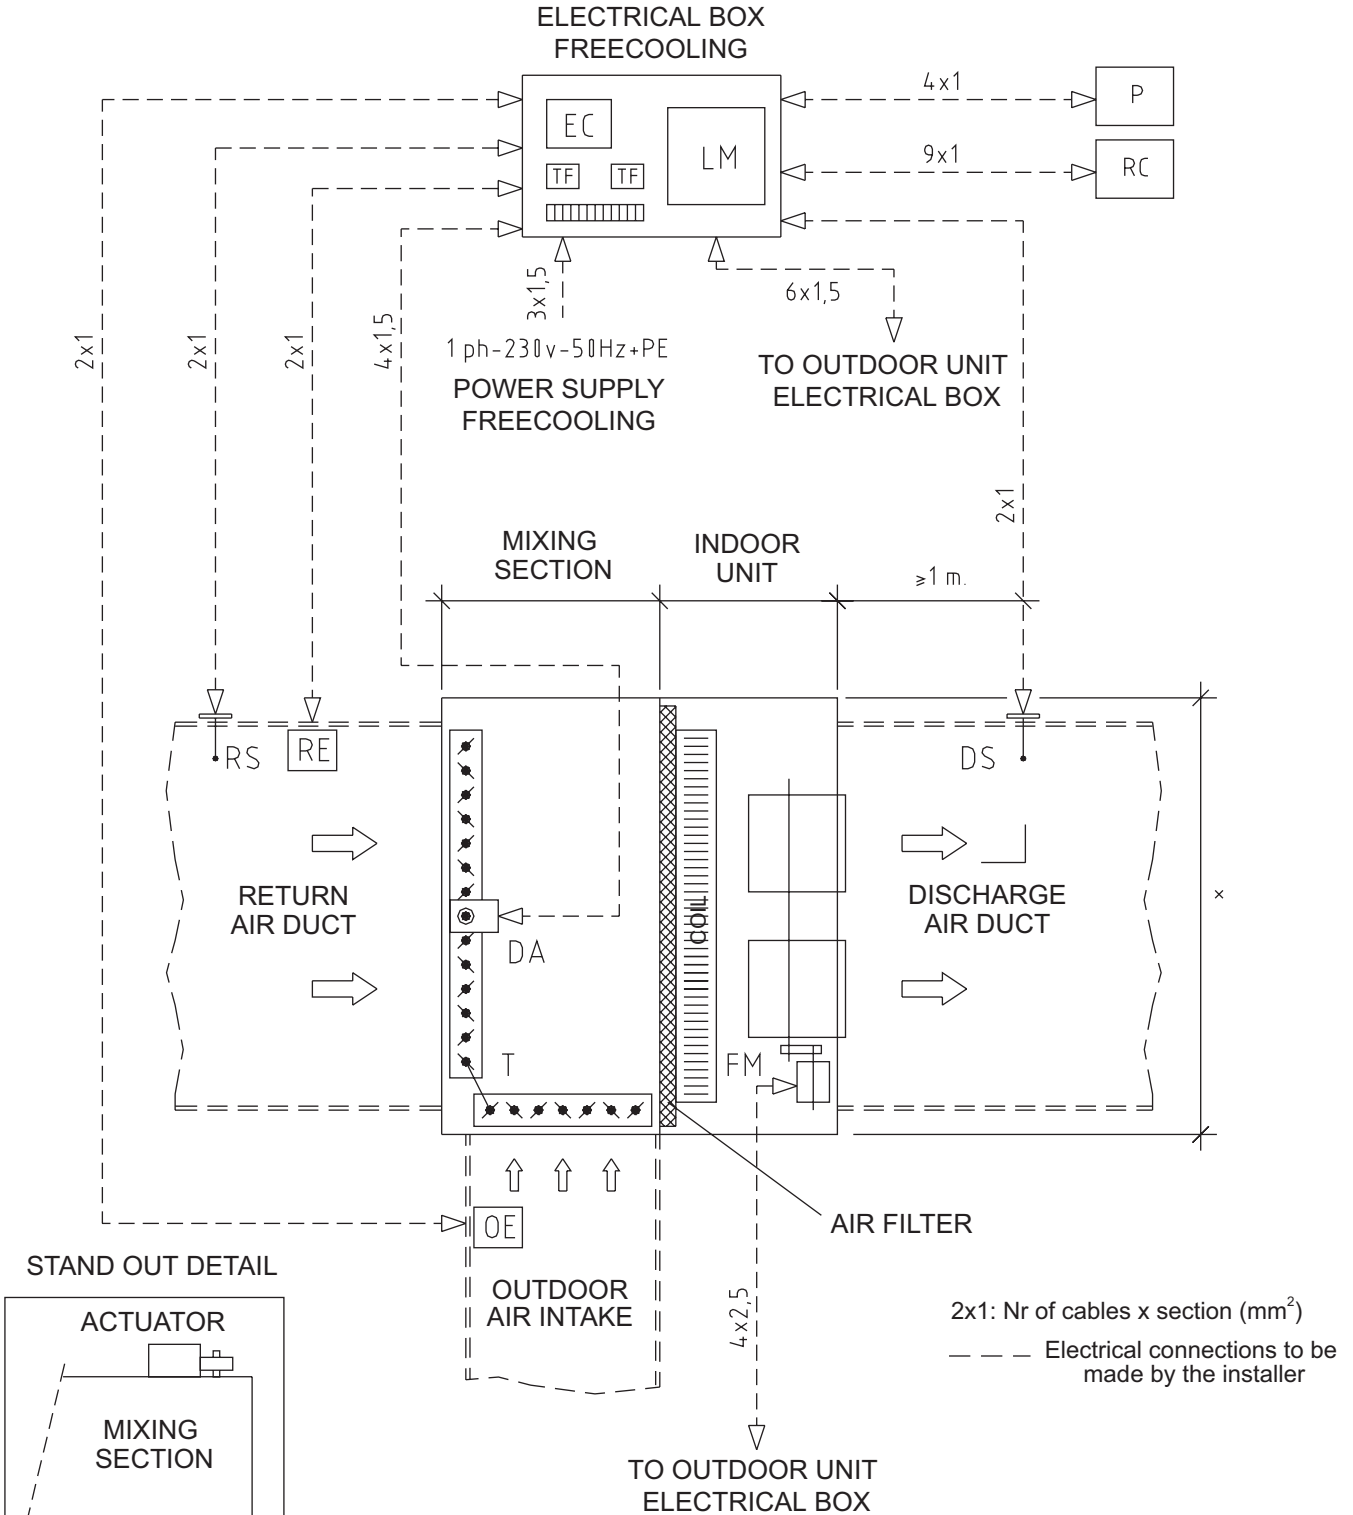 ELECTRICAL BOX
FREECOOLING
4x1
P
EC
LM
9x1
RC
TF
TF
3x1,5
6x1,5
2x1
2x1
2x1
4x1,5
1 ph-230v-50Hz+PE
TO OUTDOOR UNIT
ELECTRICAL BOX
POWER SUPPLY
FREECOOLING
2x1
MIXING
SECTION
INDOOR
UNIT
≥1 m.
RS
RE
DS
RETURN
AIR DUCT
COIL
DISCHARGE
AIR DUCT
x
DA
T
FM
OE
AIR FILTER
STAND OUT DETAIL
OUTDOOR
AIR INTAKE
4x2,5
ACTUATOR
2x1: Nr of cables x section (mm²)
Electrical connections to be
made by the installer
MIXING
SECTION
TO OUTDOOR UNIT
ELECTRICAL BOX